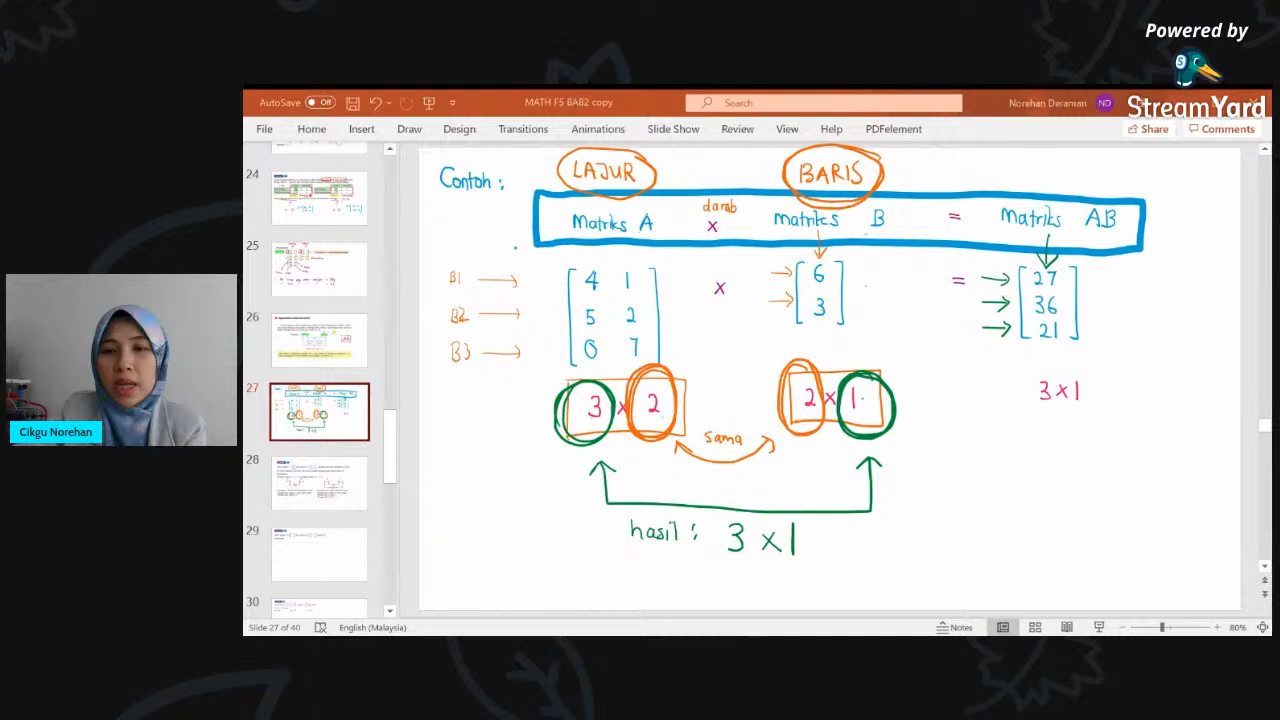 Powered by
StreamYard
AutoSave Off
MATH F5 BAB2 copy
Search
Norehan Deraman ND
File Home Insert Draw Design Transitions Animations Slide Show Review View Help PDFelement
Share Comments
24
25
26
27
28
29
30
Contoh :
LAJUR BARIS
darab
Matriks A x matriks B = Matriks AB
B1 → [4 1] x → [6] = → [27]
B2 → [5 2] → [3] → [36]
B3 → [0 7] → [21]
3 x 2 2 x 1 3 x 1
sama
hasil : 3 x 1
Cikgu Norehan
Slide 27 of 40 English (Malaysia) Notes 80%